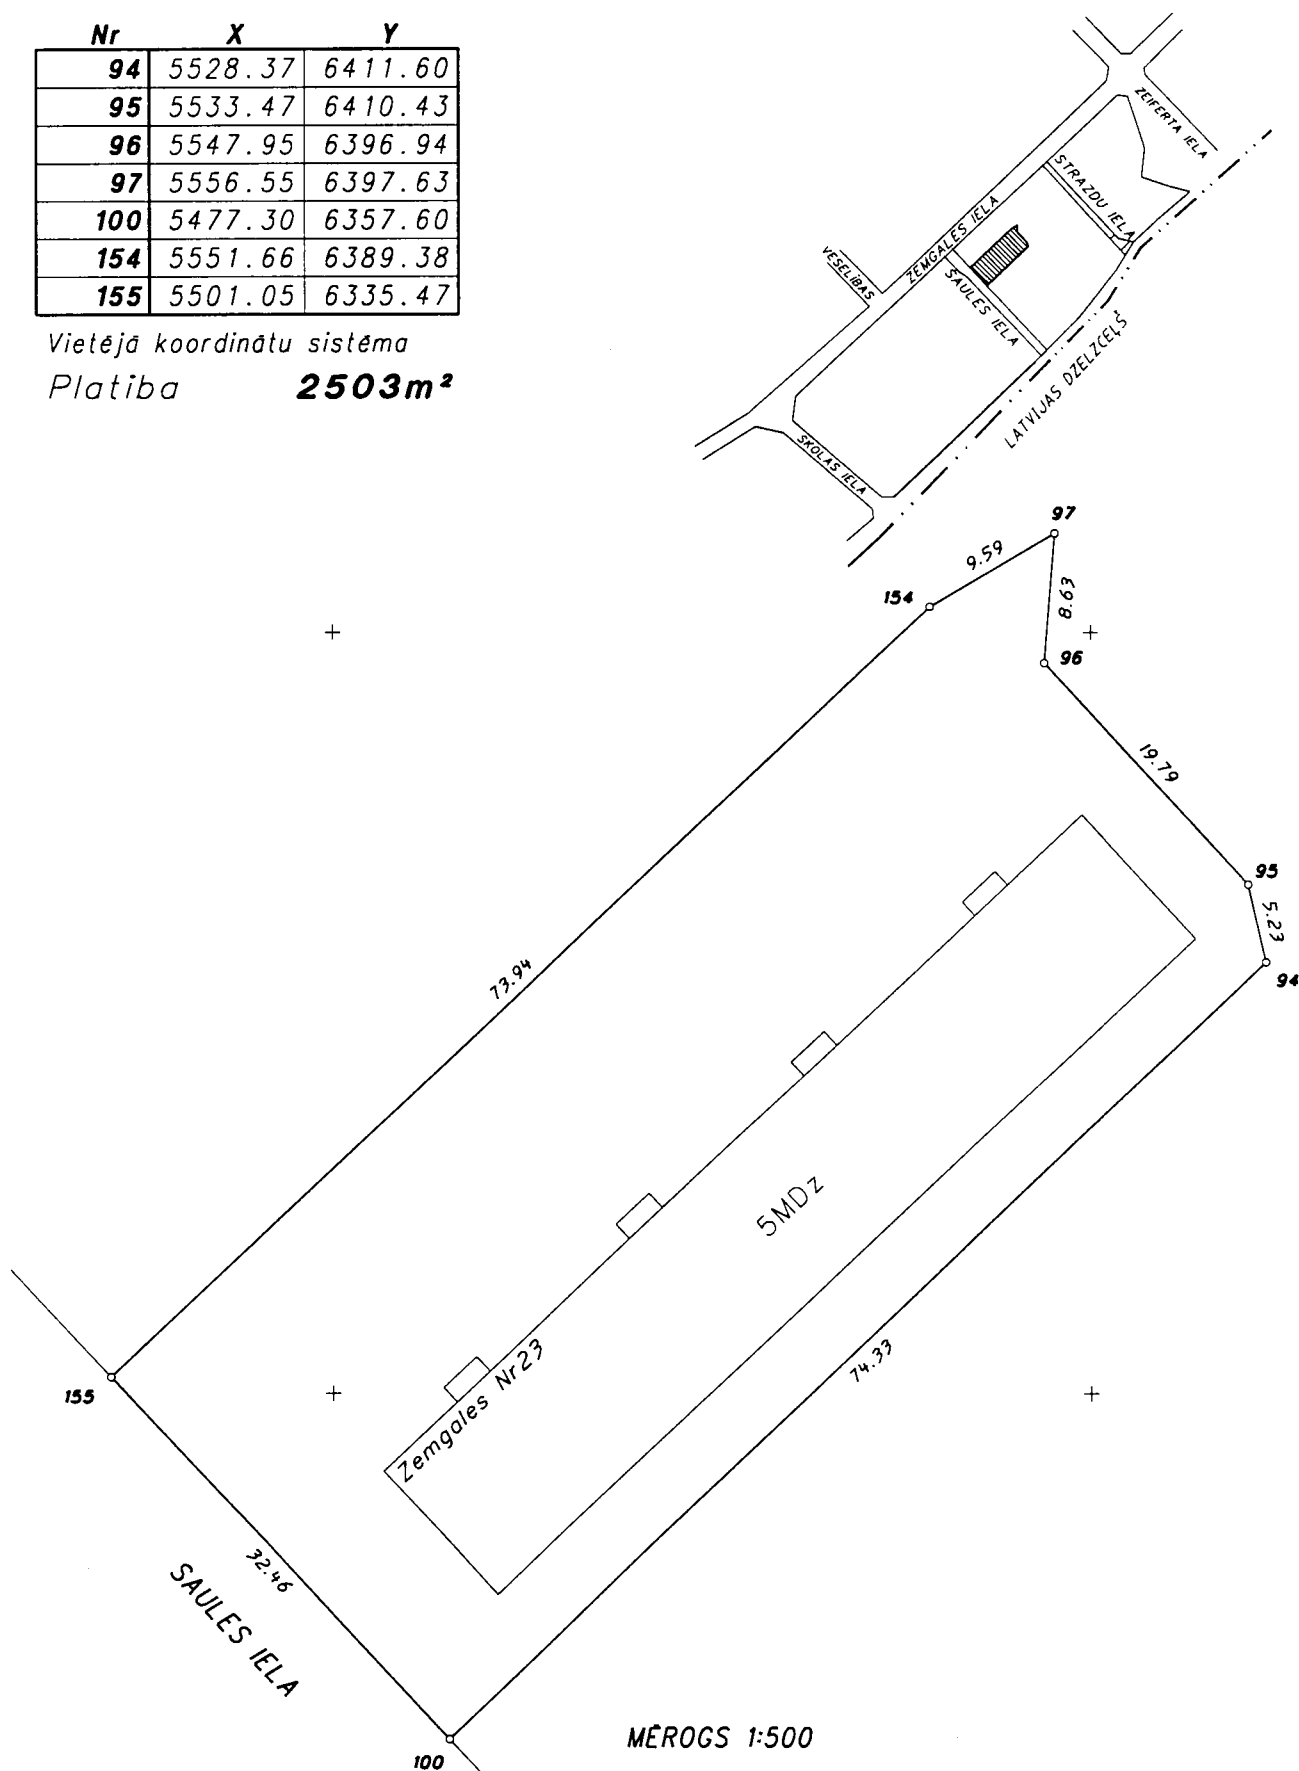 Nr X Y
94 5528.37 6411.60
95 5533.47 6410.43
96 5547.95 6396.94
97 5556.55 6397.63
100 5477.30 6357.60
154 5551.66 6389.38
155 5501.05 6335.47
Vietējā koordinātu sistēma
Platība 2503m²
ZEIFERTA IELA
STRAZDU IELA
ZEMGALES IELA
VESELĪBAS
SAULES IELA
LATVIJAS DZELZCEĻŠ
SKOLAS IELA
97
9.59
154
8.63
96
19.79
95
5.23
94
73.94
5MDz
74.33
Zemgales Nr23
155
32.46
SAULES IELA
100
MĒROGS 1:500